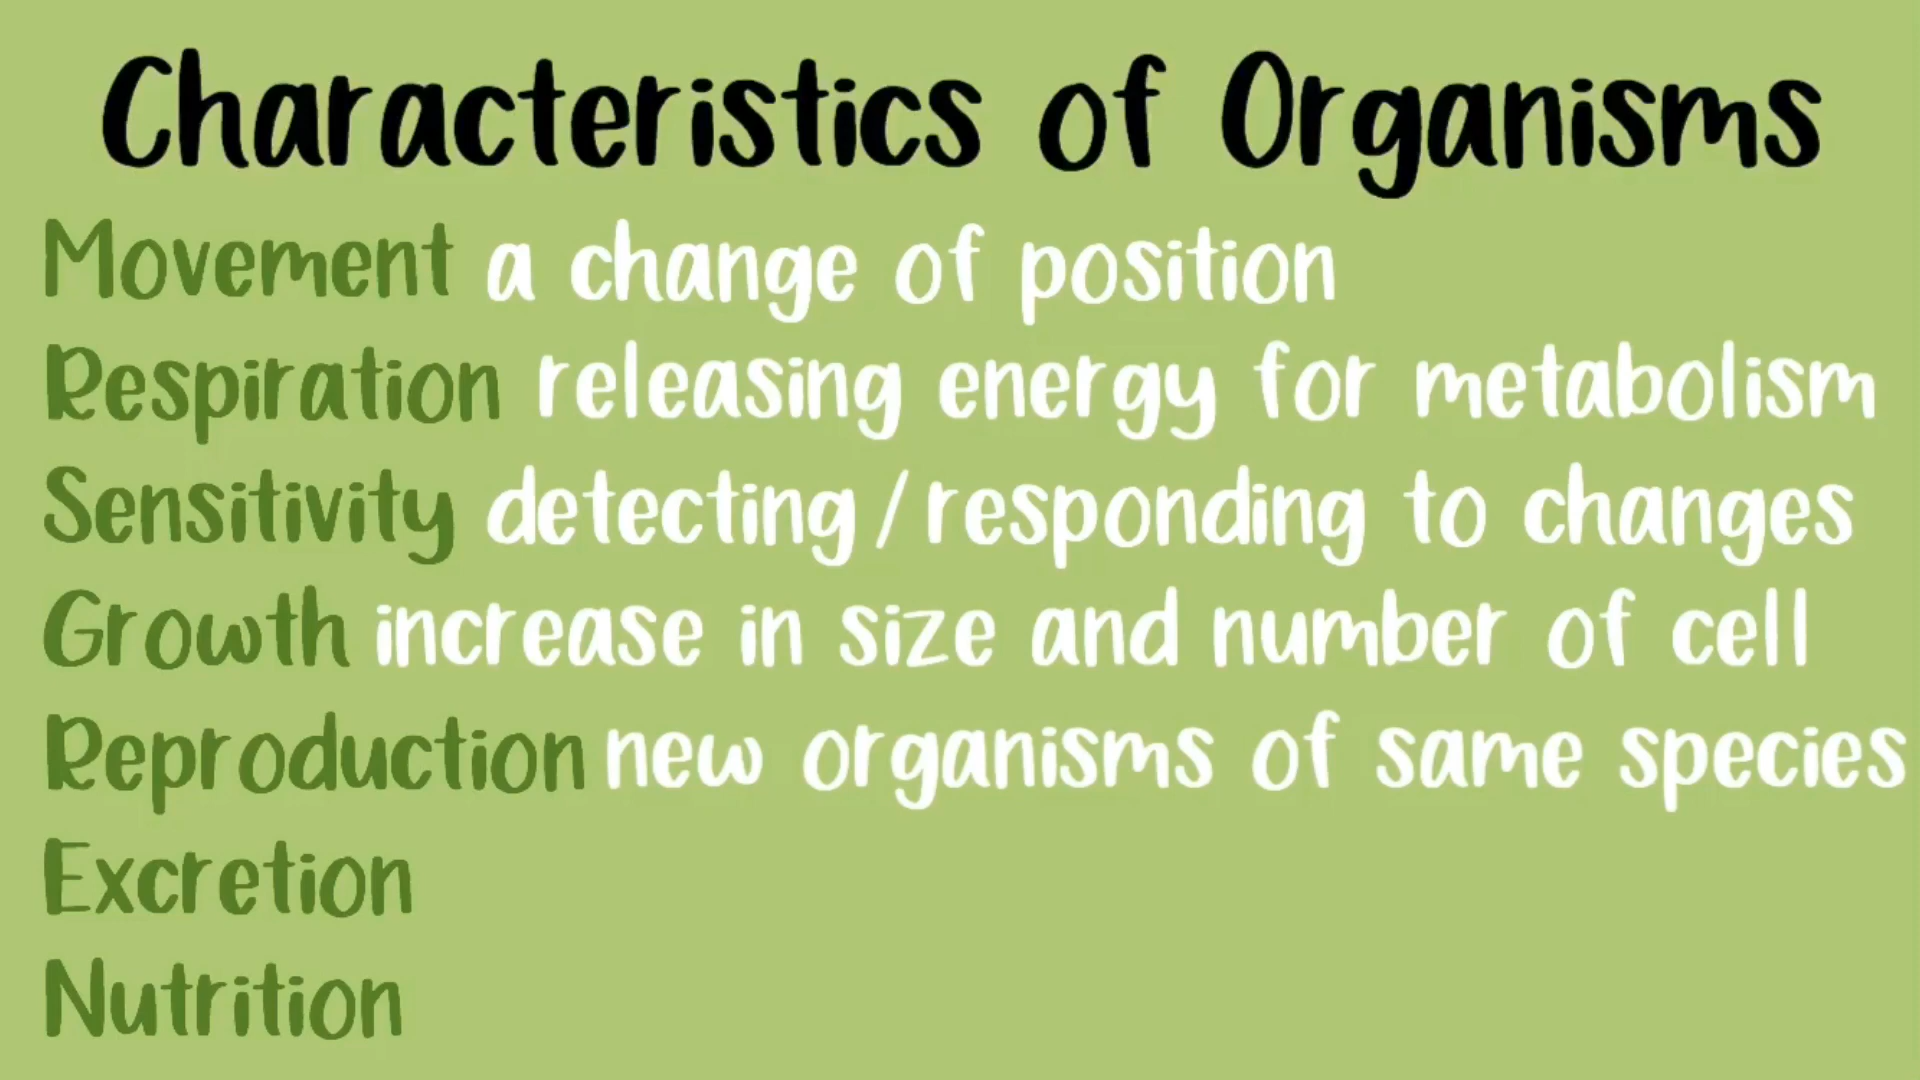 Characteristics of Organisms
Movement a change of position
Respiration releasing energy for metabolism
Sensitivity detecting/responding to changes
Growth increase in size and number of cell
Reproduction new organisms of same species
Excretion
Nutrition